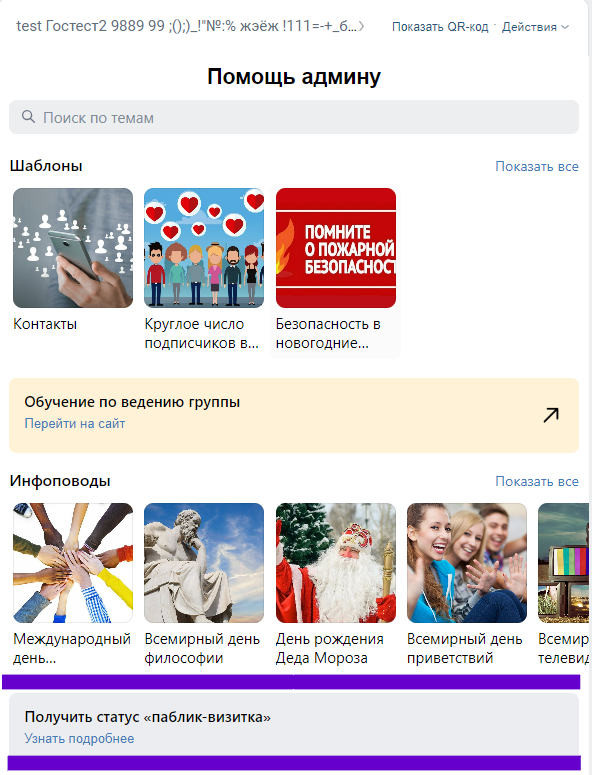 test Гостест2 9889 99 ;();)_!"№:% жэёж !111=-+_б...
Показать QR-код · Действия
Помощь админу
Поиск по темам
Шаблоны
Показать все
ПОМНИТЕ
О ПОЖАРНОЙ
БЕЗОПАСНОСТ
Контакты
Круглое число
подписчиков в...
Безопасность в
новогодние...
Обучение по ведению группы
Перейти на сайт
Инфоповоды
Показать все
Международный
день...
Всемирный день
философии
День рождения
Деда Мороза
Всемирный день
приветствий
Всемир
телевид
Получить статус «паблик-визитка»
Узнать подробнее